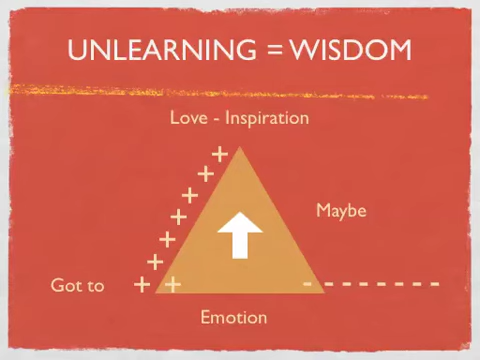 UNLEARNING = WISDOM
Love - Inspiration
Maybe
Got to
Emotion
+ + + + + + + + +
- - - - - - - - -